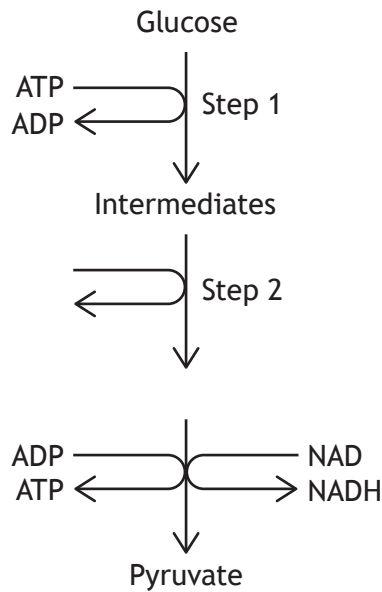 Glucose
ATP
Step 1
ADP
Intermediates
Step 2
ADP
NAD
ATP
NADH
Pyruvate